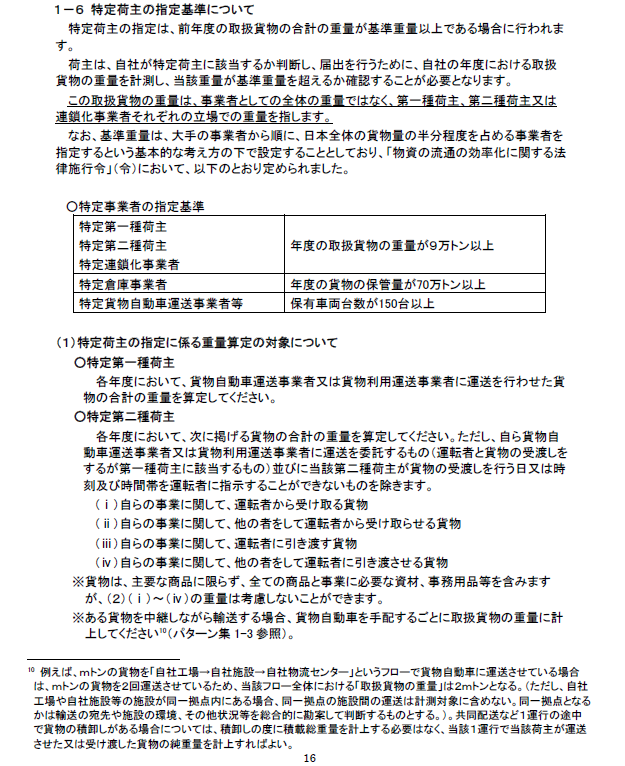 1-6 特定荷主の指定基準について
特定荷主の指定は、前年度の取扱貨物の合計の重量が基準重量以上である場合に行われま
す。
荷主は、自社が特定荷主に該当するか判断し、届出を行うために、自社の年度における取扱
貨物の重量を計測し、当該重量が基準重量を超えるか確認することが必要となります。
この取扱貨物の重量は、事業者としての全体の重量ではなく、第一種荷主、第二種荷主又は
連鎖化事業者それぞれの立場での重量を指します。
なお、基準重量は、大手の事業者から順に、日本全体の貨物量の半分程度を占める事業者を
指定するという基本的な考え方の下で設定することとしており、「物資の流通の効率化に関する法
律施行令」(令)において、以下のとおり定められました。
○特定事業者の指定基準
特定第一種荷主
特定第二種荷主 年度の取扱貨物の重量が9万トン以上
特定連鎖化事業者
特定倉庫事業者 年度の貨物の保管量が70万トン以上
特定貨物自動車運送事業者等 保有車両台数が150台以上
(1)特定荷主の指定に係る重量算定の対象について
○特定第一種荷主
各年度において、貨物自動車運送事業者又は貨物利用運送事業者に運送を行わせた貨
物の合計の重量を算定してください。
○特定第二種荷主
各年度において、次に掲げる貨物の合計の重量を算定してください。ただし、自ら貨物自
動車運送事業者又は貨物利用運送事業者に運送を委託するもの(運転者と貨物の受渡しを
するが第一種荷主に該当するもの)並びに当該第二種荷主が貨物の受渡しを行う日又は時
刻及び時間帯を運転者に指示することができないものを除きます。
(ⅰ)自らの事業に関して、運転者から受け取る貨物
(ⅱ)自らの事業に関して、他の者をして運転者から受け取らせる貨物
(ⅲ)自らの事業に関して、運転者に引き渡す貨物
(ⅳ)自らの事業に関して、他の者をして運転者に引き渡させる貨物
※貨物は、主要な商品に限らず、全ての商品と事業に必要な資材、事務用品等を含みます
が、(2)(ⅰ)~(ⅳ)の重量は考慮しないことができます。
※ある貨物を中継しながら輸送する場合、貨物自動車を手配するごとに取扱貨物の重量に計
上してください¹⁰(パターン集 1-3 参照)。
¹⁰ 例えば、mトンの貨物を「自社工場→自社施設→自社物流センター」というフローで貨物自動車に運送させている場合
は、mトンの貨物を2回運送させているため、当該フロー全体における「取扱貨物の重量」は2mトンとなる。(ただし、自社
工場や自社施設等の施設が同一拠点内にある場合、同一拠点の施設間の運送は計測対象に含めない。同一拠点となる
かは輸送の宛先や施設の環境、その他状況等を総合的に勘案して判断するものとする。)。共同配送など1運行の途中
で貨物の積卸しがある場合については、積卸しの度に積載総重量を計上する必要はなく、当該1運行で当該荷主が運送
させた又は受け渡した貨物の純重量を計上すればよい。
16